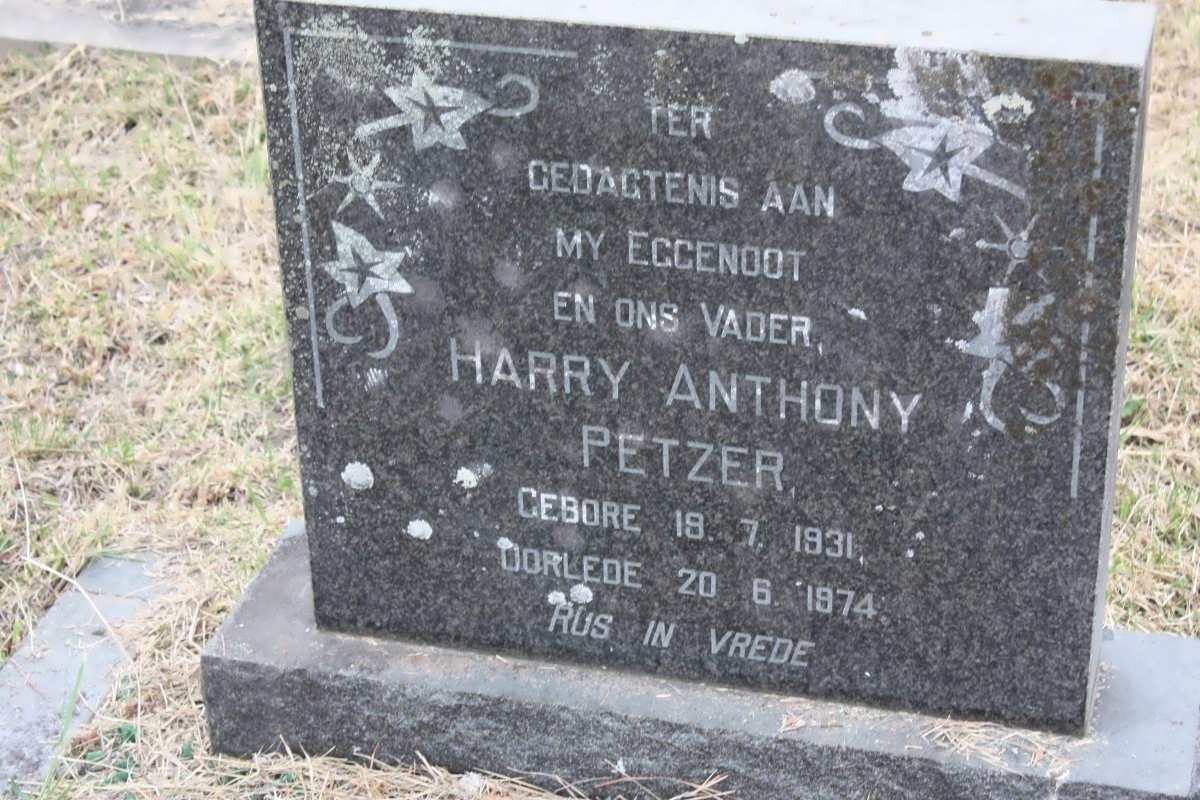 TER
GEDAGTENIS AAN
MY EGGENOOT
EN ONS VADER,
HARRY ANTHONY
PETZER,
GEBORE 19. 7. 1931,
OORLEDE 20. 6. 1974.
RUS IN VREDE